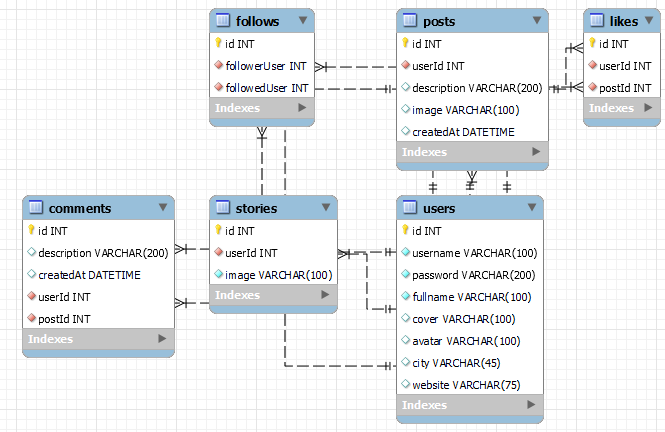 follows
id INT
followerUser INT
followedUser INT
Indexes
posts
id INT
userId INT
description VARCHAR(200)
image VARCHAR(100)
createdAt DATETIME
Indexes
likes
id INT
userId INT
postId INT
Indexes
comments
id INT
description VARCHAR(200)
createdAt DATETIME
userId INT
postId INT
Indexes
stories
id INT
userId INT
image VARCHAR(100)
Indexes
users
id INT
username VARCHAR(100)
password VARCHAR(200)
fullname VARCHAR(100)
cover VARCHAR(100)
avatar VARCHAR(100)
city VARCHAR(45)
website VARCHAR(75)
Indexes